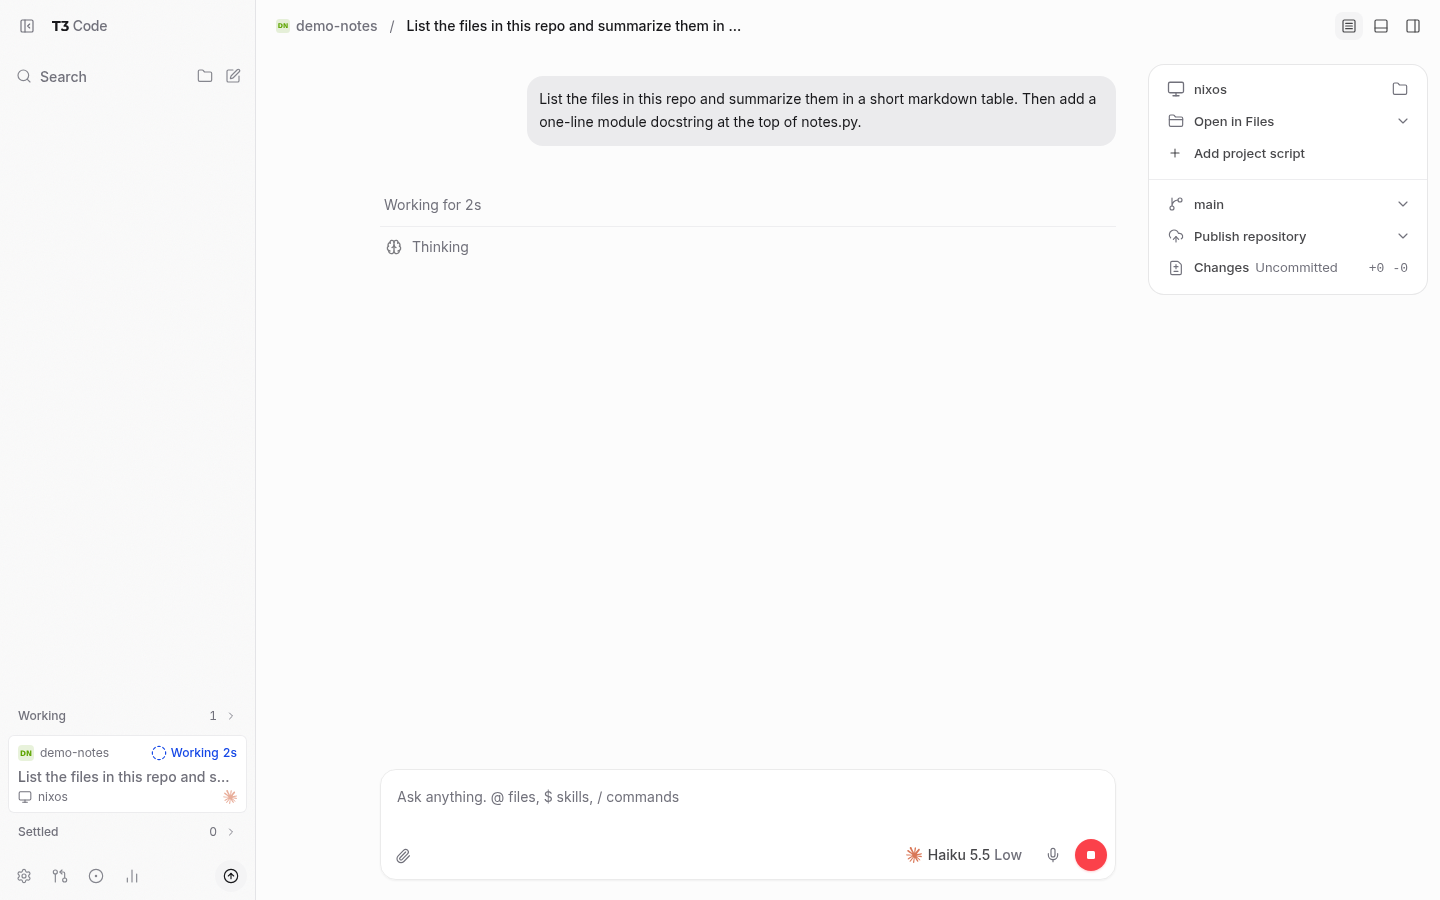 T3 Code
Search
Working 1
DN demo-notes Working 2s
List the files in this repo and s...
nixos
Settled 0
DN demo-notes / List the files in this repo and summarize them in ...
List the files in this repo and summarize them in a short markdown table. Then add a
one-line module docstring at the top of notes.py.
Working for 2s
Thinking
Ask anything. @ files, $ skills, / commands
Haiku 5.5 Low
nixos
Open in Files
Add project script
main
Publish repository
Changes Uncommitted +0 -0